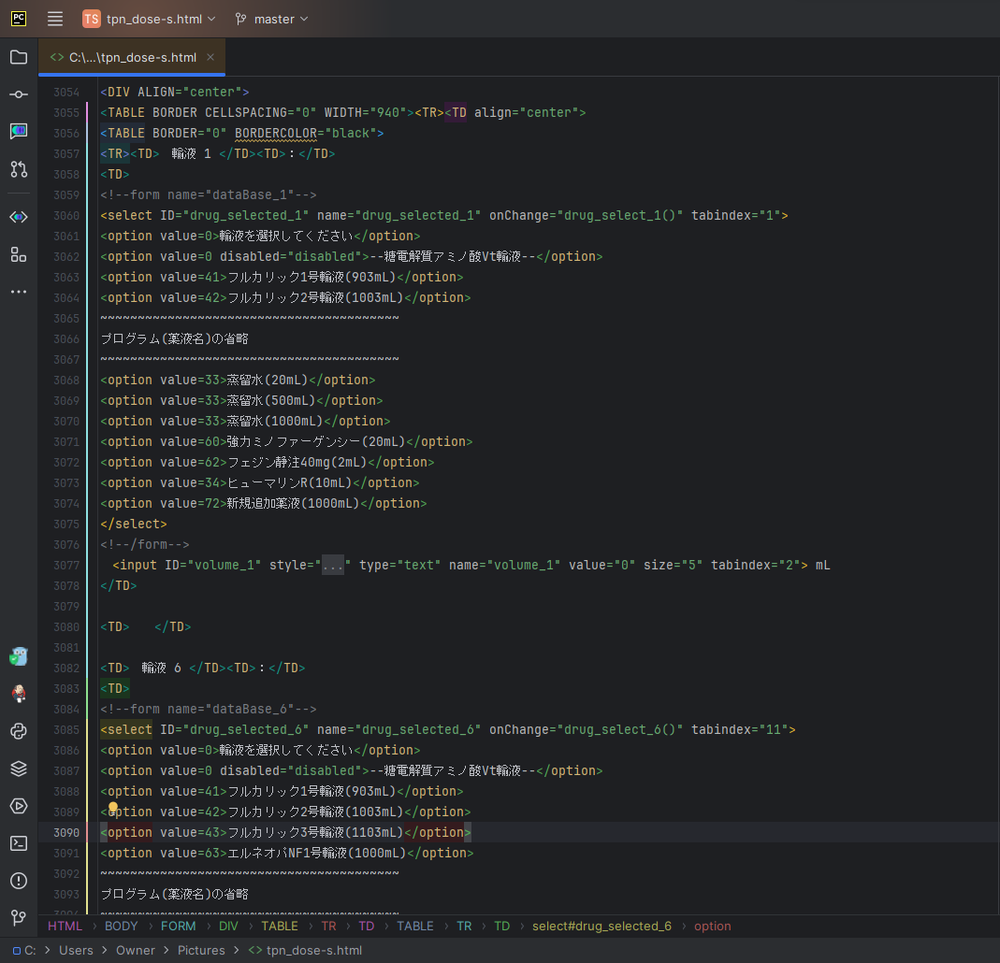 PC TS tpn_dose-s.html master
<> C:\...\tpn_dose-s.html ×
3054 <DIV ALIGN="center">
3055 <TABLE BORDER CELLSPACING="0" WIDTH="940"><TR><TD align="center">
3056 <TABLE BORDER="0" BORDERCOLOR="black">
3057 <TR><TD> 輸液 1 </TD><TD>:</TD>
3058 <TD>
3059 <!--form name="dataBase_1"-->
3060 <select ID="drug_selected_1" name="drug_selected_1" onChange="drug_select_1()" tabindex="1">
3061 <option value=0>輸液を選択してください</option>
3062 <option value=0 disabled="disabled">--糖電解質アミノ酸Vt輸液--</option>
3063 <option value=41>フルカリック1号輸液(903mL)</option>
3064 <option value=42>フルカリック2号輸液(1003mL)</option>
3065 ~~~~~~~~~~~~~~~~~~~~~~~~~~~~~~~~~~~~~~~~
3066 プログラム(薬液名)の省略
3067 ~~~~~~~~~~~~~~~~~~~~~~~~~~~~~~~~~~~~~~~~
3068 <option value=33>蒸留水(20mL)</option>
3069 <option value=33>蒸留水(500mL)</option>
3070 <option value=33>蒸留水(1000mL)</option>
3071 <option value=60>強力ミノファーゲンシー(20mL)</option>
3072 <option value=62>フェジン静注40mg(2mL)</option>
3073 <option value=34>ヒューマリンR(10mL)</option>
3074 <option value=72>新規追加薬液(1000mL)</option>
3075 </select>
3076 <!--/form-->
3077 <input ID="volume_1" style="..." type="text" name="volume_1" value="0" size="5" tabindex="2"> mL
3078 </TD>
3079
3080 <TD> </TD>
3081
3082 <TD> 輸液 6 </TD><TD>:</TD>
3083 <TD>
3084 <!--form name="dataBase_6"-->
3085 <select ID="drug_selected_6" name="drug_selected_6" onChange="drug_select_6()" tabindex="11">
3086 <option value=0>輸液を選択してください</option>
3087 <option value=0 disabled="disabled">--糖電解質アミノ酸Vt輸液--</option>
3088 <option value=41>フルカリック1号輸液(903mL)</option>
3089 <option value=42>フルカリック2号輸液(1003mL)</option>
3090 <option value=43>フルカリック3号輸液(1103mL)</option>
3091 <option value=63>エルネオパNF1号輸液(1000mL)</option>
3092 ~~~~~~~~~~~~~~~~~~~~~~~~~~~~~~~~~~~~~~~~
3093 プログラム(薬液名)の省略
3094 ~~~~~~~~~~~~~~~~~~~~~~~~~~~~~~~~~~~~~~~~
HTML › BODY › FORM › DIV › TABLE › TR › TD › TABLE › TR › TD › select#drug_selected_6 › option
C: › Users › Owner › Pictures › <> tpn_dose-s.html